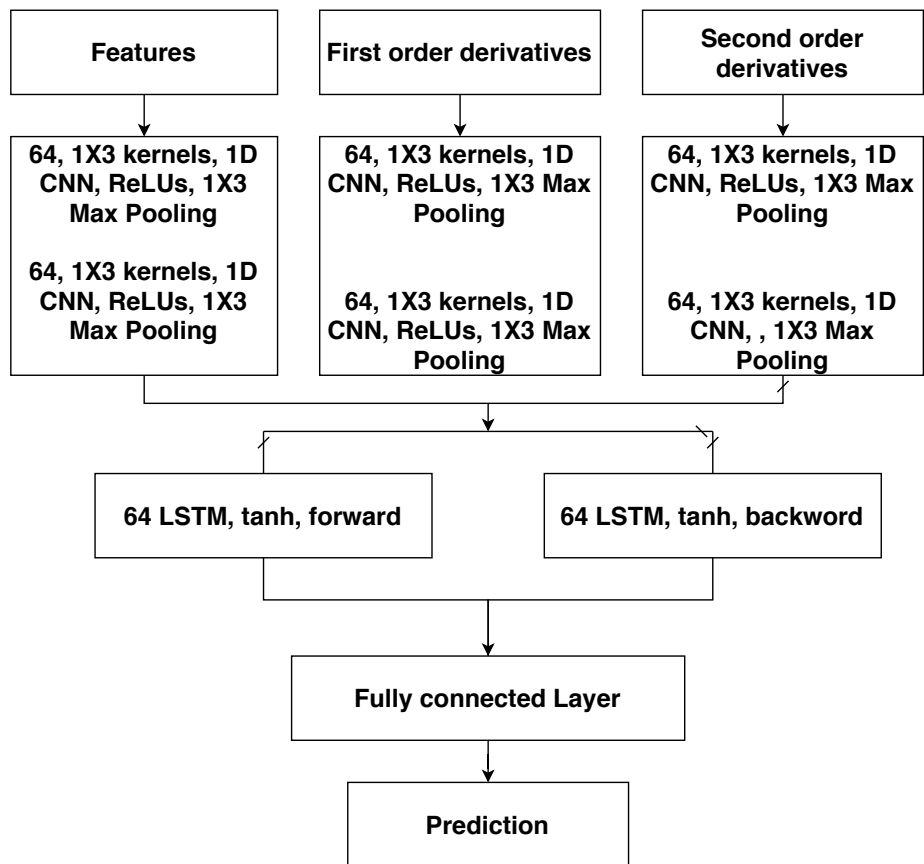 Features
First order derivatives
Second order
derivatives
64, 1X3 kernels, 1D
CNN, ReLUs, 1X3
Max Pooling
64, 1X3 kernels, 1D
CNN, ReLUs, 1X3
Max Pooling
64, 1X3 kernels, 1D
CNN, ReLUs, 1X3 Max
Pooling
64, 1X3 kernels, 1D
CNN, ReLUs, 1X3 Max
Pooling
64, 1X3 kernels, 1D
CNN, ReLUs, 1X3 Max
Pooling
64, 1X3 kernels, 1D
CNN, , 1X3 Max
Pooling
64 LSTM, tanh, forward
64 LSTM, tanh, backword
Fully connected Layer
Prediction